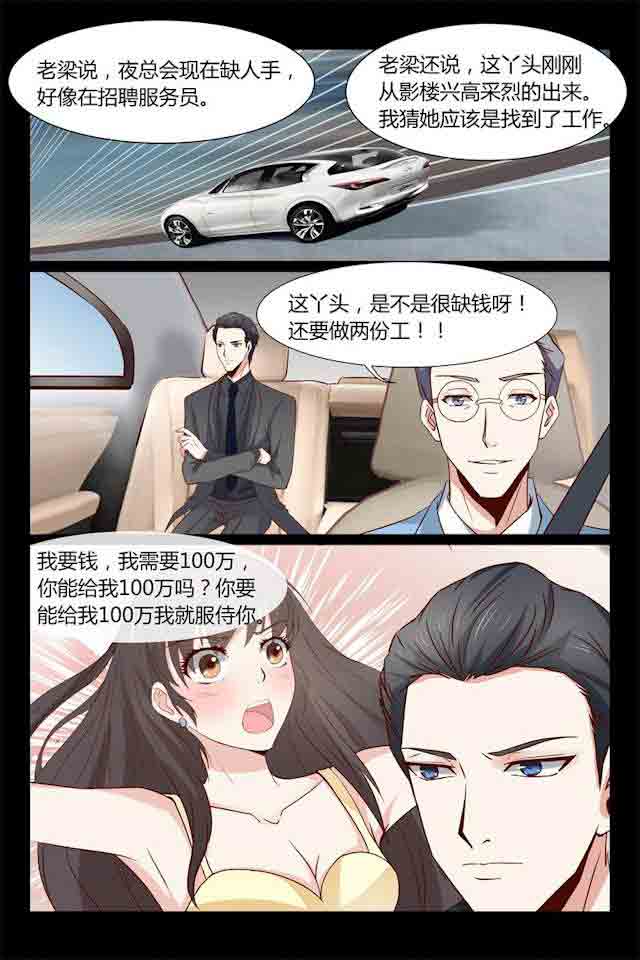 老梁说，夜总会现在缺人手，
好像在招聘服务员。
老梁还说，这丫头刚刚
从影楼兴高采烈的出来。
我猜她应该是找到了工作。
这丫头，是不是很缺钱呀！
还要做两份工！！
我要钱，我需要100万，
你能给我100万吗？你要
能给我100万我就服侍你。